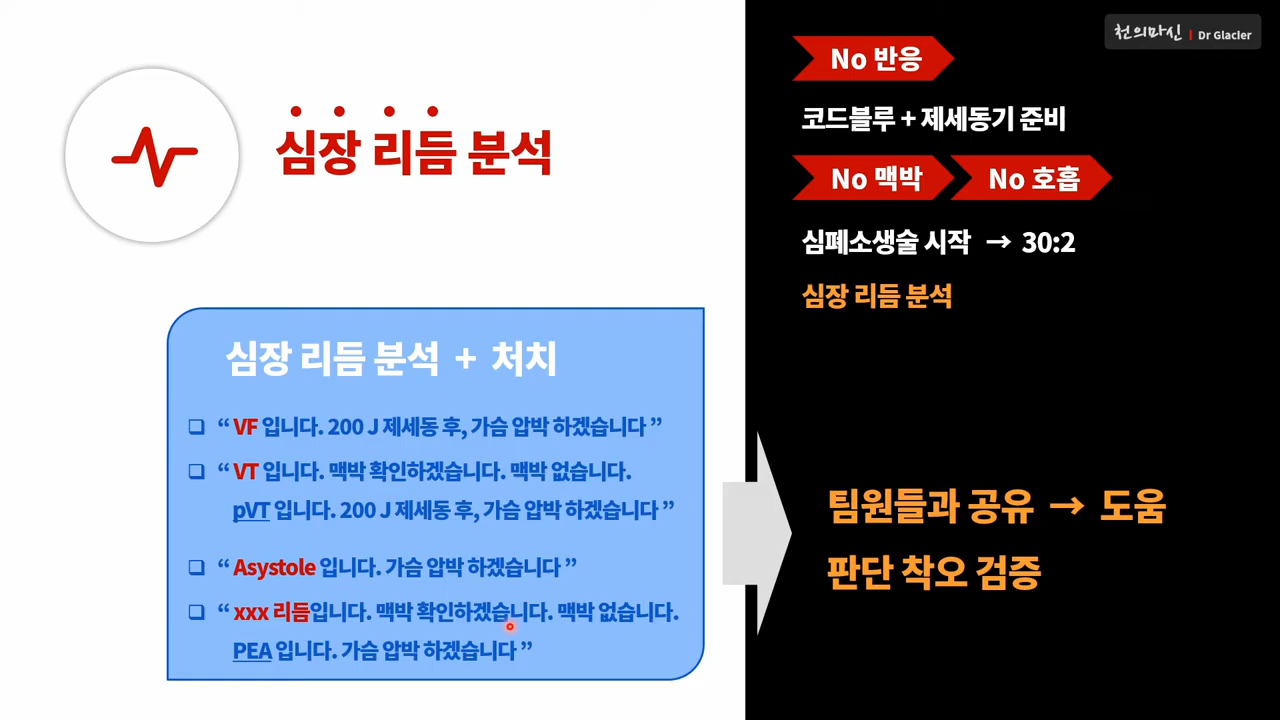 심장 리듬 분석
심장 리듬 분석 + 처치
❑ “ VF 입니다. 200 J 제세동 후, 가슴 압박 하겠습니다 ”
❑ “ VT 입니다. 맥박 확인하겠습니다. 맥박 없습니다.
pVT 입니다. 200 J 제세동 후, 가슴 압박 하겠습니다 ”
❑ “ Asystole 입니다. 가슴 압박 하겠습니다 ”
❑ “ xxx 리듬입니다. 맥박 확인하겠습니다. 맥박 없습니다.
PEA 입니다. 가슴 압박 하겠습니다 ”
천의마신 | Dr Glacier
No 반응
코드블루 + 제세동기 준비
No 맥박 No 호흡
심폐소생술 시작 → 30:2
심장 리듬 분석
팀원들과 공유 → 도움
판단 착오 검증